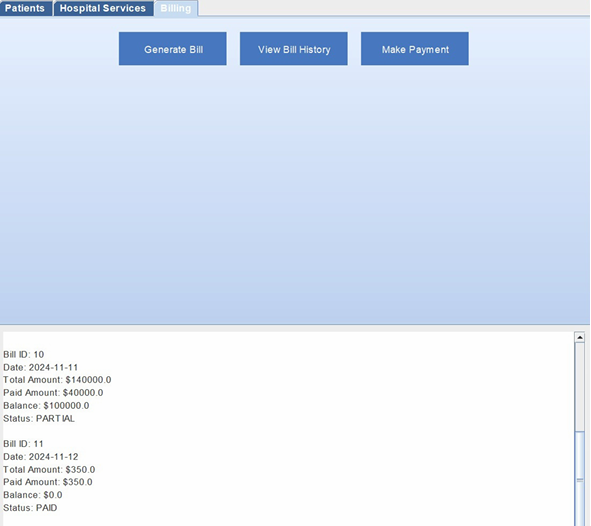 Patients Hospital Services Billing
Generate Bill View Bill History Make Payment
Bill ID: 10
Date: 2024-11-11
Total Amount: $140000.0
Paid Amount: $40000.0
Balance: $100000.0
Status: PARTIAL
Bill ID: 11
Date: 2024-11-12
Total Amount: $350.0
Paid Amount: $350.0
Balance: $0.0
Status: PAID